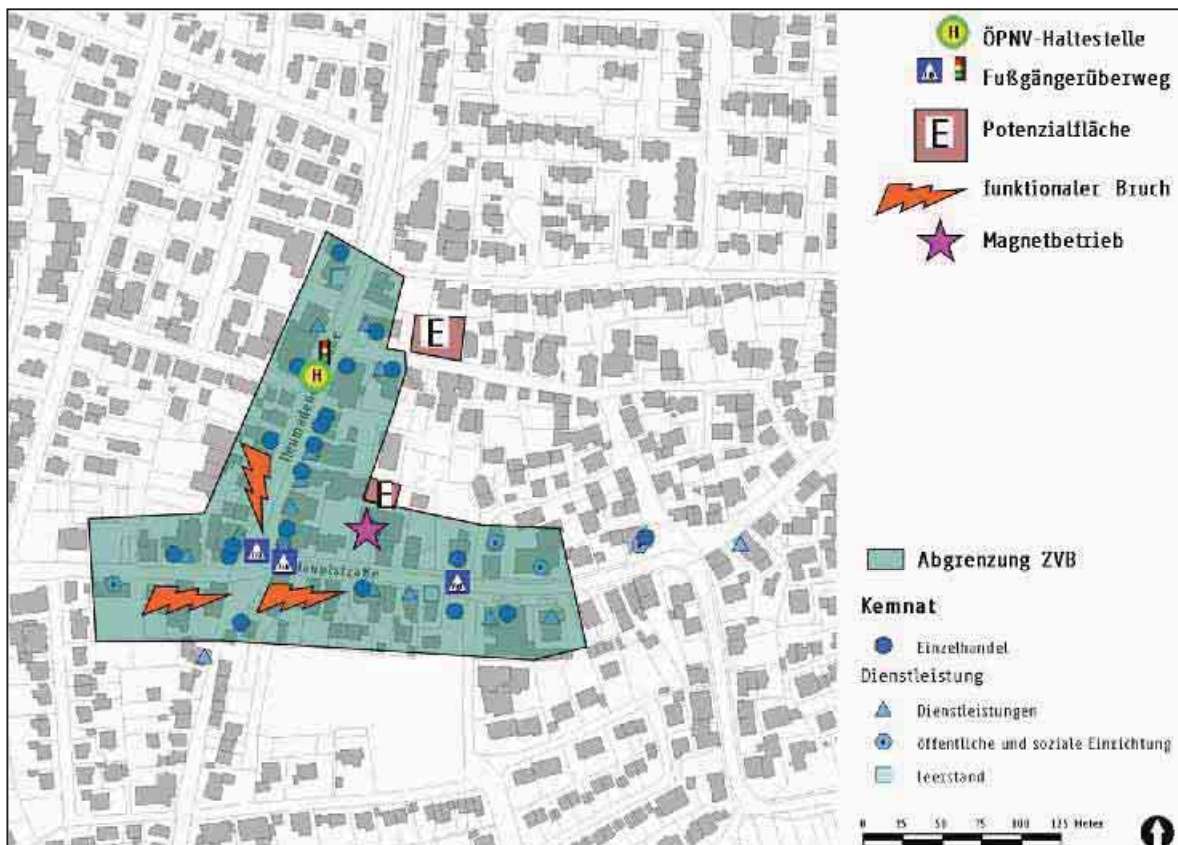 H ÖPNV-Haltestelle
Fußgängerüberweg
E Potenzialfläche
funktionaler Bruch
Magnetbetrieb
E
H
E
Hauptstraße
Abgrenzung ZVB
Kemnat
Einzelhandel
Dienstleistung
Dienstleistungen
öffentliche und soziale Einrichtung
Leerstand
0 25 50 75 100 125 Meter